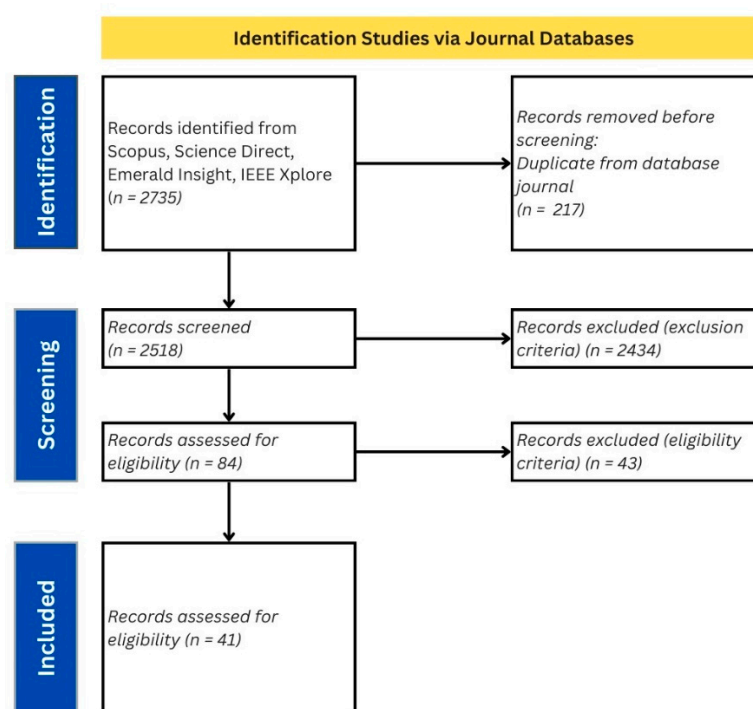 Identification Studies via Journal Databases
Identification
Records identified from
Scopus, Science Direct,
Emerald Insight, IEEE Xplore
(n = 2735)
Records removed before
screening:
Duplicate from database
journal
(n = 217)
Screening
Records screened
(n = 2518)
Records excluded (exclusion
criteria) (n = 2434)
Records assessed for
eligibility (n = 84)
Records excluded (eligibility
criteria) (n = 43)
Included
Records assessed for
eligibility (n = 41)